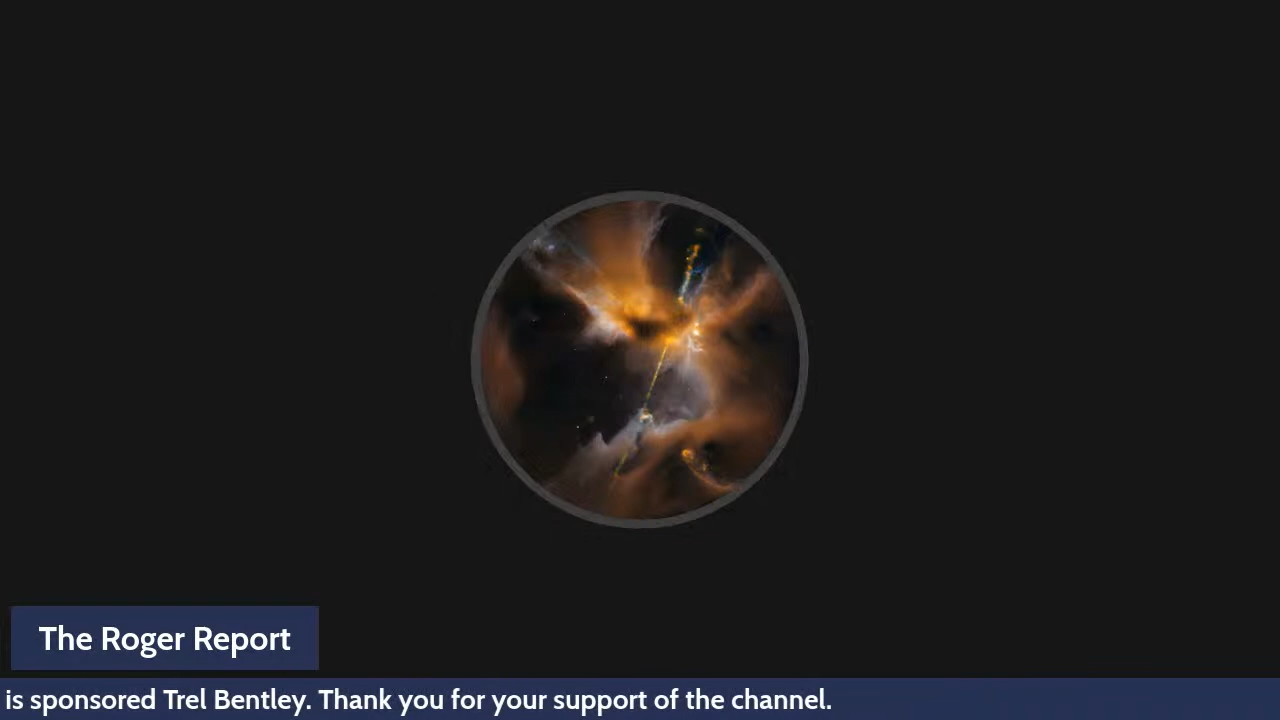 The Roger Report
is sponsored Trel Bentley. Thank you for your support of the channel.